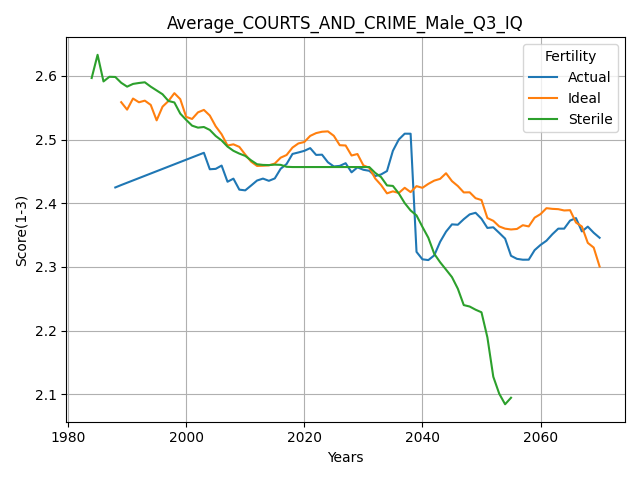 Average_COURTS_AND_CRIME_Male_Q3_IQ
Fertility
Actual
Ideal
Sterile
Score(1-3)
2.6
2.5
2.4
2.3
2.2
2.1
1980
2000
2020
2040
2060
Years